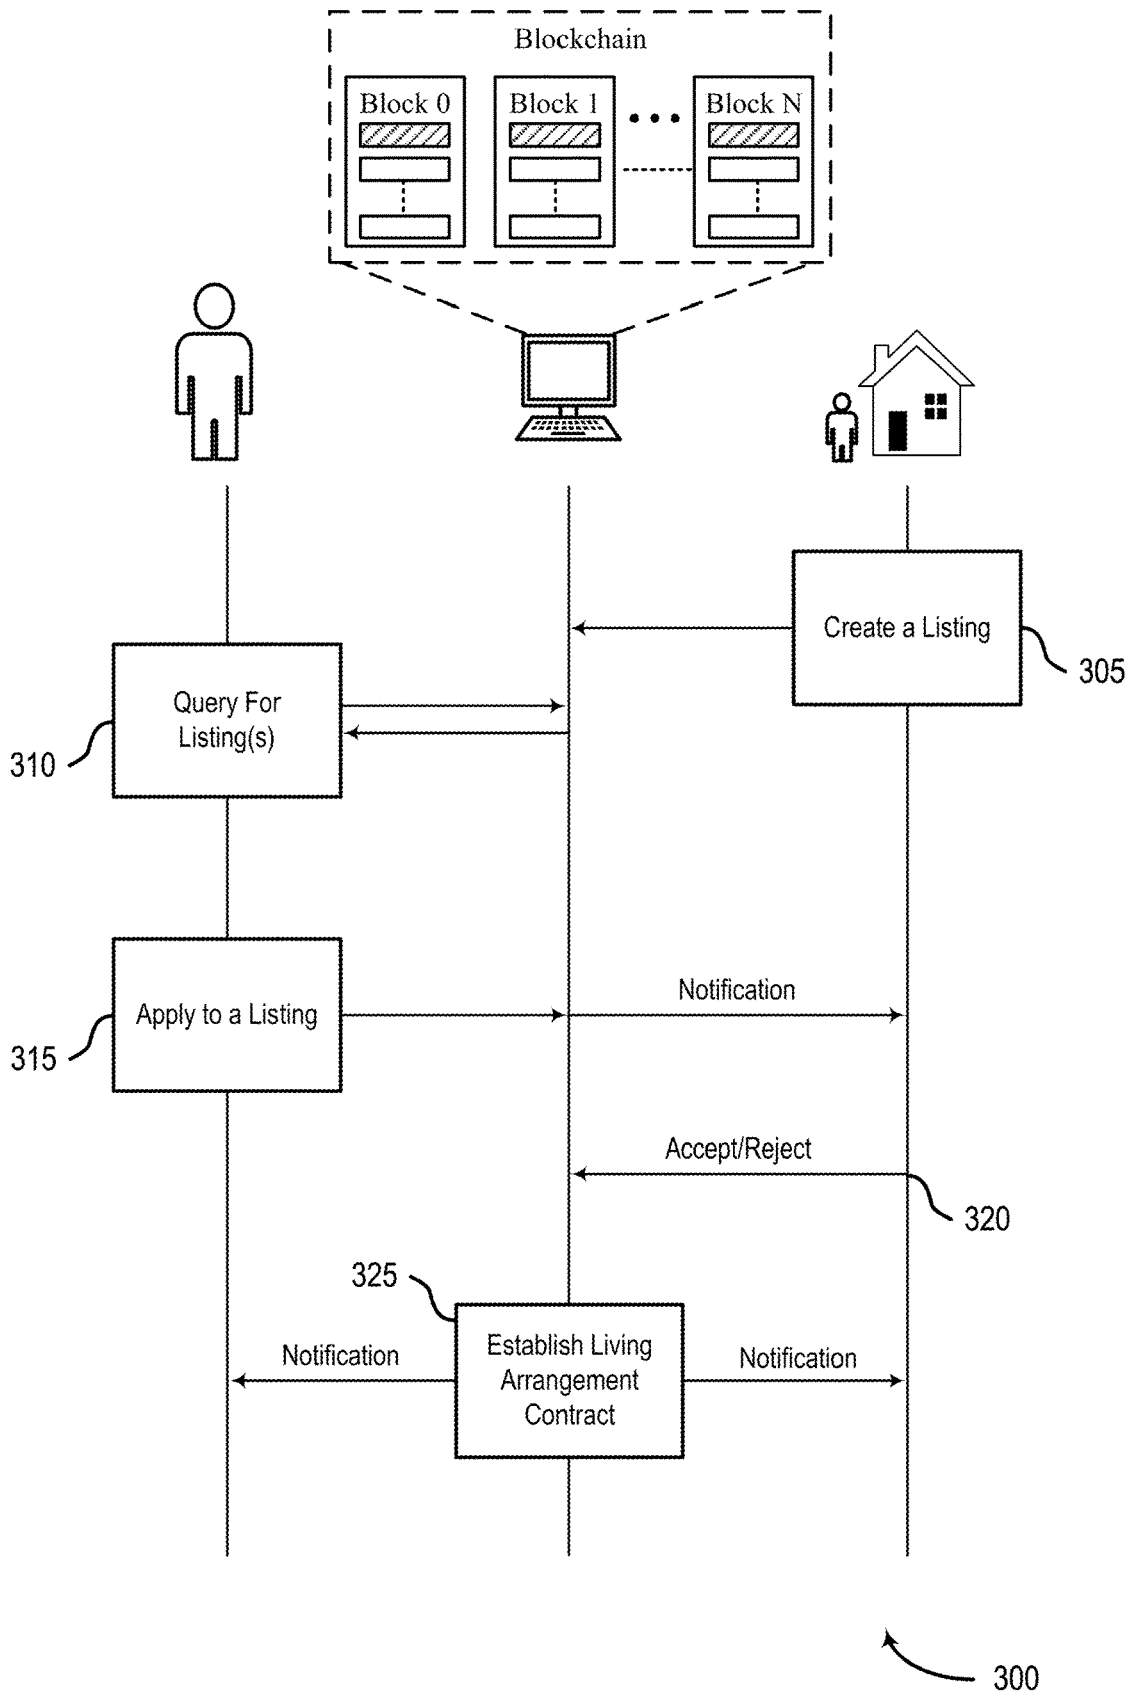 Blockchain
Block 0
Block 1
Block N
Create a Listing
305
Query For
Listing(s)
310
Apply to a Listing
315
Notification
Accept/Reject
320
325
Establish Living
Arrangement
Contract
Notification
Notification
300